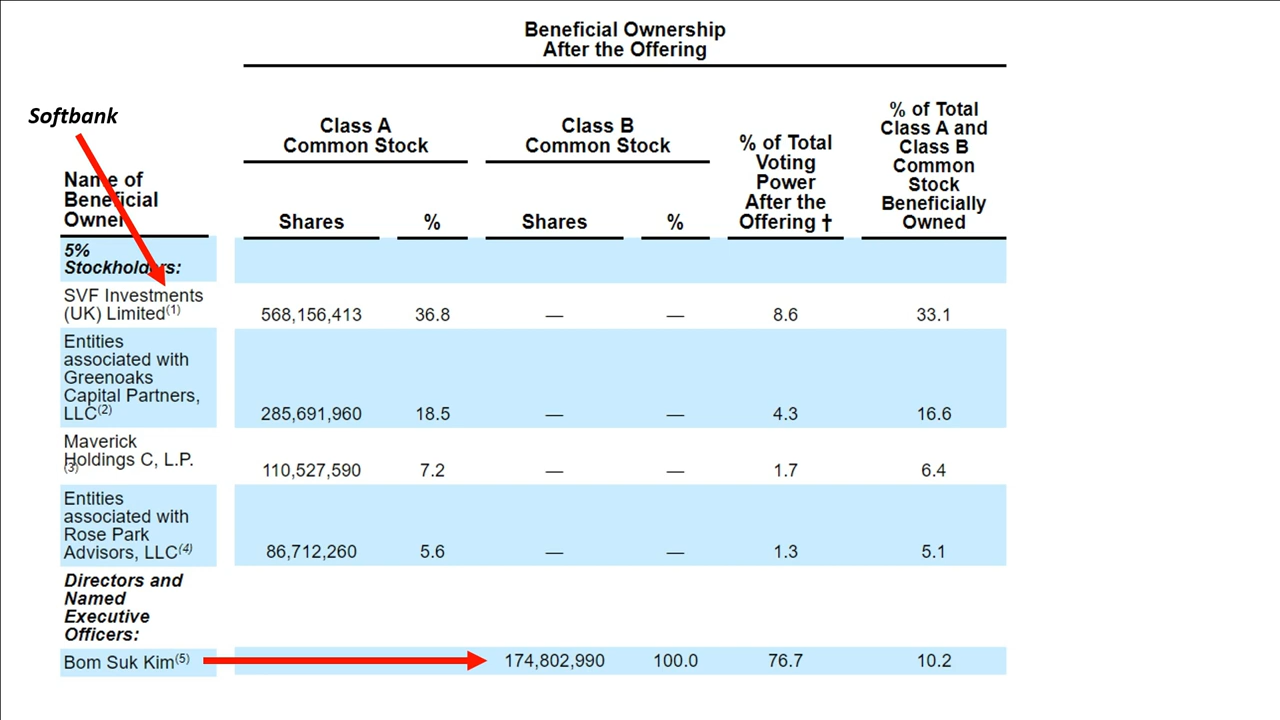 Beneficial Ownership
After the Offering
Softbank
Class A
Common Stock
Class B
Common Stock
% of Total
Voting
Power
After the
Offering †
% of Total
Class A and
Class B
Common
Stock
Beneficially
Owned
Name of
Beneficial
Owner
Shares
%
Shares
%
5%
Stockholders:
SVF Investments
(UK) Limited(1) 568,156,413 36.8 — — 8.6 33.1
Entities
associated with
Greenoaks
Capital Partners,
LLC(2) 285,691,960 18.5 — — 4.3 16.6
Maverick
Holdings C, L.P.
(3) 110,527,590 7.2 — — 1.7 6.4
Entities
associated with
Rose Park
Advisors, LLC(4) 86,712,260 5.6 — — 1.3 5.1
Directors and
Named
Executive
Officers:
Bom Suk Kim(5) 174,802,990 100.0 76.7 10.2